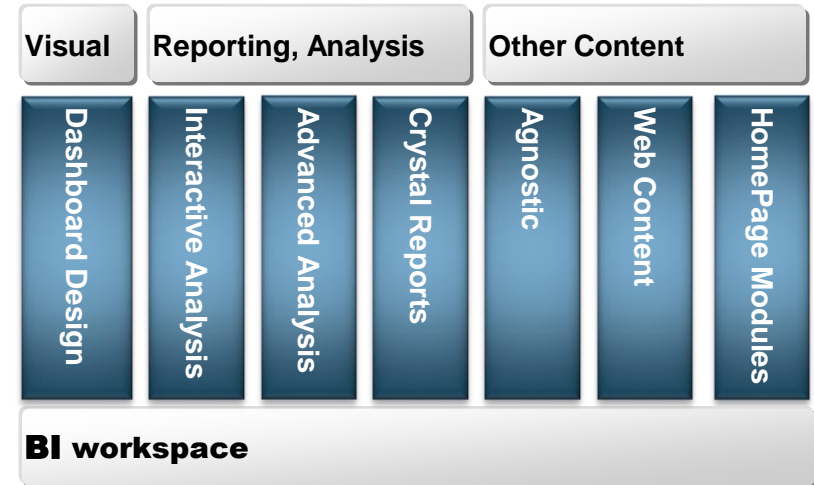 Visual
Reporting, Analysis
Other Content
Dashboard Design
Interactive Analysis
Advanced Analysis
Crystal Reports
Agnostic
Web Content
HomePage Modules
BI workspace